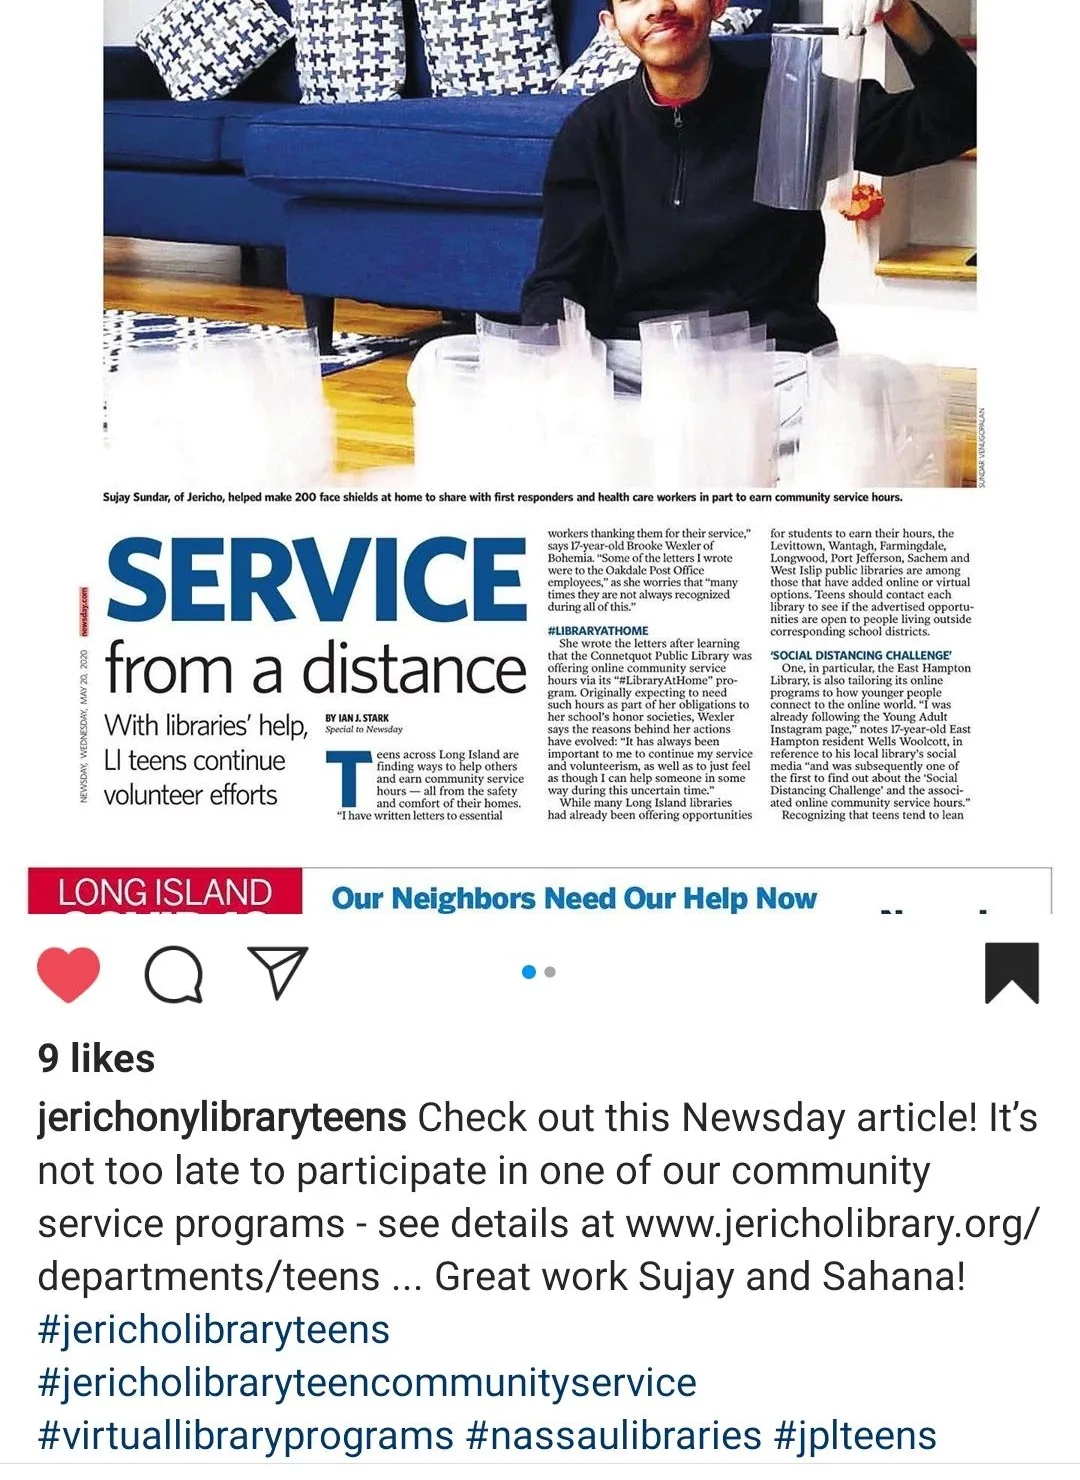 SUNDAR VENUGOPALAN
Sujay Sundar, of Jericho, helped make 200 face shields at home to share with first responders and health care workers in part to earn community service hours.
newsday.com
NEWSDAY, WEDNESDAY, MAY 20, 2020
SERVICE
from a distance
With libraries' help,
LI teens continue
volunteer efforts
BY IAN J. STARK
Special to Newsday
Teens across Long Island are
finding ways to help others
and earn community service
hours — all from the safety
and comfort of their homes.
"I have written letters to essential
workers thanking them for their service,"
says 17-year-old Brooke Wexler of
Bohemia. "Some of the letters I wrote
were to the Oakdale Post Office
employees," as she worries that "many
times they are not always recognized
during all of this."
#LIBRARYATHOME
She wrote the letters after learning
that the Connetquot Public Library was
offering online community service
hours via its "#LibraryAtHome" pro-
gram. Originally expecting to need
such hours as part of her obligations to
her school's honor societies, Wexler
says the reasons behind her actions
have evolved: "It has always been
important to me to continue my service
and volunteerism, as well as to just feel
as though I can help someone in some
way during this uncertain time."
While many Long Island libraries
had already been offering opportunities
for students to earn their hours, the
Levittown, Wantagh, Farmingdale,
Longwood, Port Jefferson, Sachem and
West Islip public libraries are among
those that have added online or virtual
options. Teens should contact each
library to see if the advertised opportu-
nities are open to people living outside
corresponding school districts.
'SOCIAL DISTANCING CHALLENGE'
One, in particular, the East Hampton
Library, is also tailoring its online
programs to how younger people
connect to the online world. "I was
already following the Young Adult
Instagram page," notes 17-year-old East
Hampton resident Wells Woolcott, in
reference to his local library's social
media "and was subsequently one of
the first to find out about the 'Social
Distancing Challenge' and the associ-
ated online community service hours."
Recognizing that teens tend to lean
LONG ISLAND
Our Neighbors Need Our Help Now
9 likes
jerichonylibraryteens Check out this Newsday article! It's
not too late to participate in one of our community
service programs - see details at www.jericholibrary.org/
departments/teens ... Great work Sujay and Sahana!
#jericholibraryteens
#jericholibraryteencommunityservice
#virtuallibraryprograms #nassaulibraries #jplteens